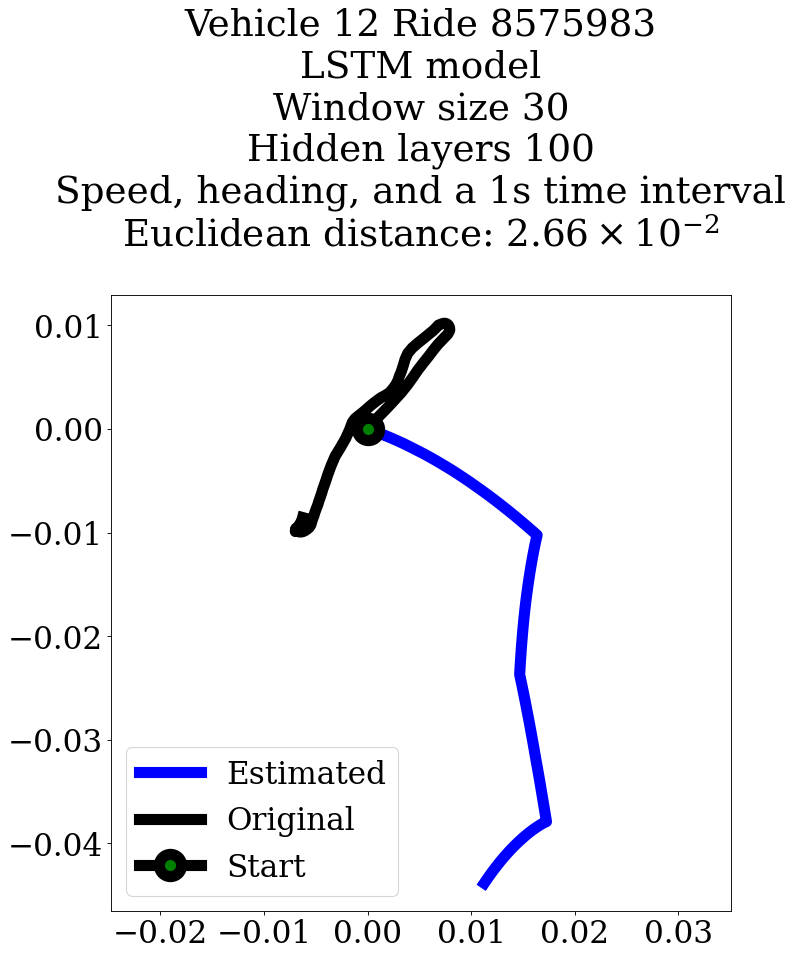 Vehicle 12 Ride 8575983
LSTM model
Window size 30
Hidden layers 100
Speed, heading, and a 1s time interval
Euclidean distance: 2.66 × 10⁻²
0.01
0.00
−0.01
−0.02
−0.03
−0.04
Estimated
Original
Start
−0.02 −0.01 0.00 0.01 0.02 0.03